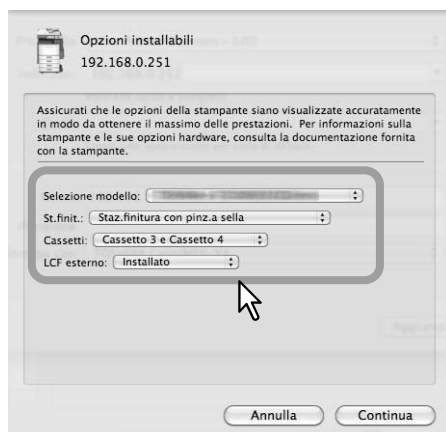 Opzioni installabili
192.168.0.251
Assicurati che le opzioni della stampante siano visualizzate accuratamente
in modo da ottenere il massimo delle prestazioni. Per informazioni sulla
stampante e le sue opzioni hardware, consulta la documentazione fornita
con la stampante.
Selezione modello:
St.finit.: Staz.finitura con pinz.a sella
Cassetti: Cassetto 3 e Cassetto 4
LCF esterno: Installato
Annulla Continua